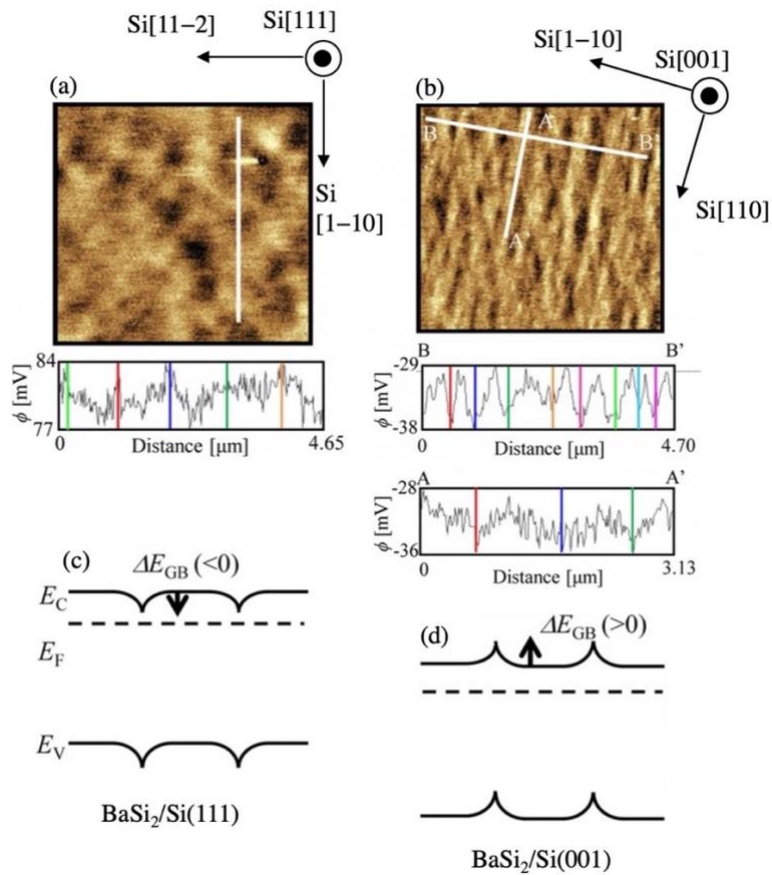 Si[11−2]
Si[111]
Si
[1−10]
(a)
84
77
ϕ [mV]
0
Distance [μm]
4.65
Si[1−10]
Si[001]
Si[110]
(b)
A
A'
B
B
B
B'
-29
-38
ϕ [mV]
0
Distance [μm]
4.70
A
A'
-28
-36
ϕ [mV]
0
Distance [μm]
3.13
(c)
ΔE_GB (<0)
E_C
E_F
E_V
BaSi₂/Si(111)
(d)
ΔE_GB (>0)
BaSi₂/Si(001)